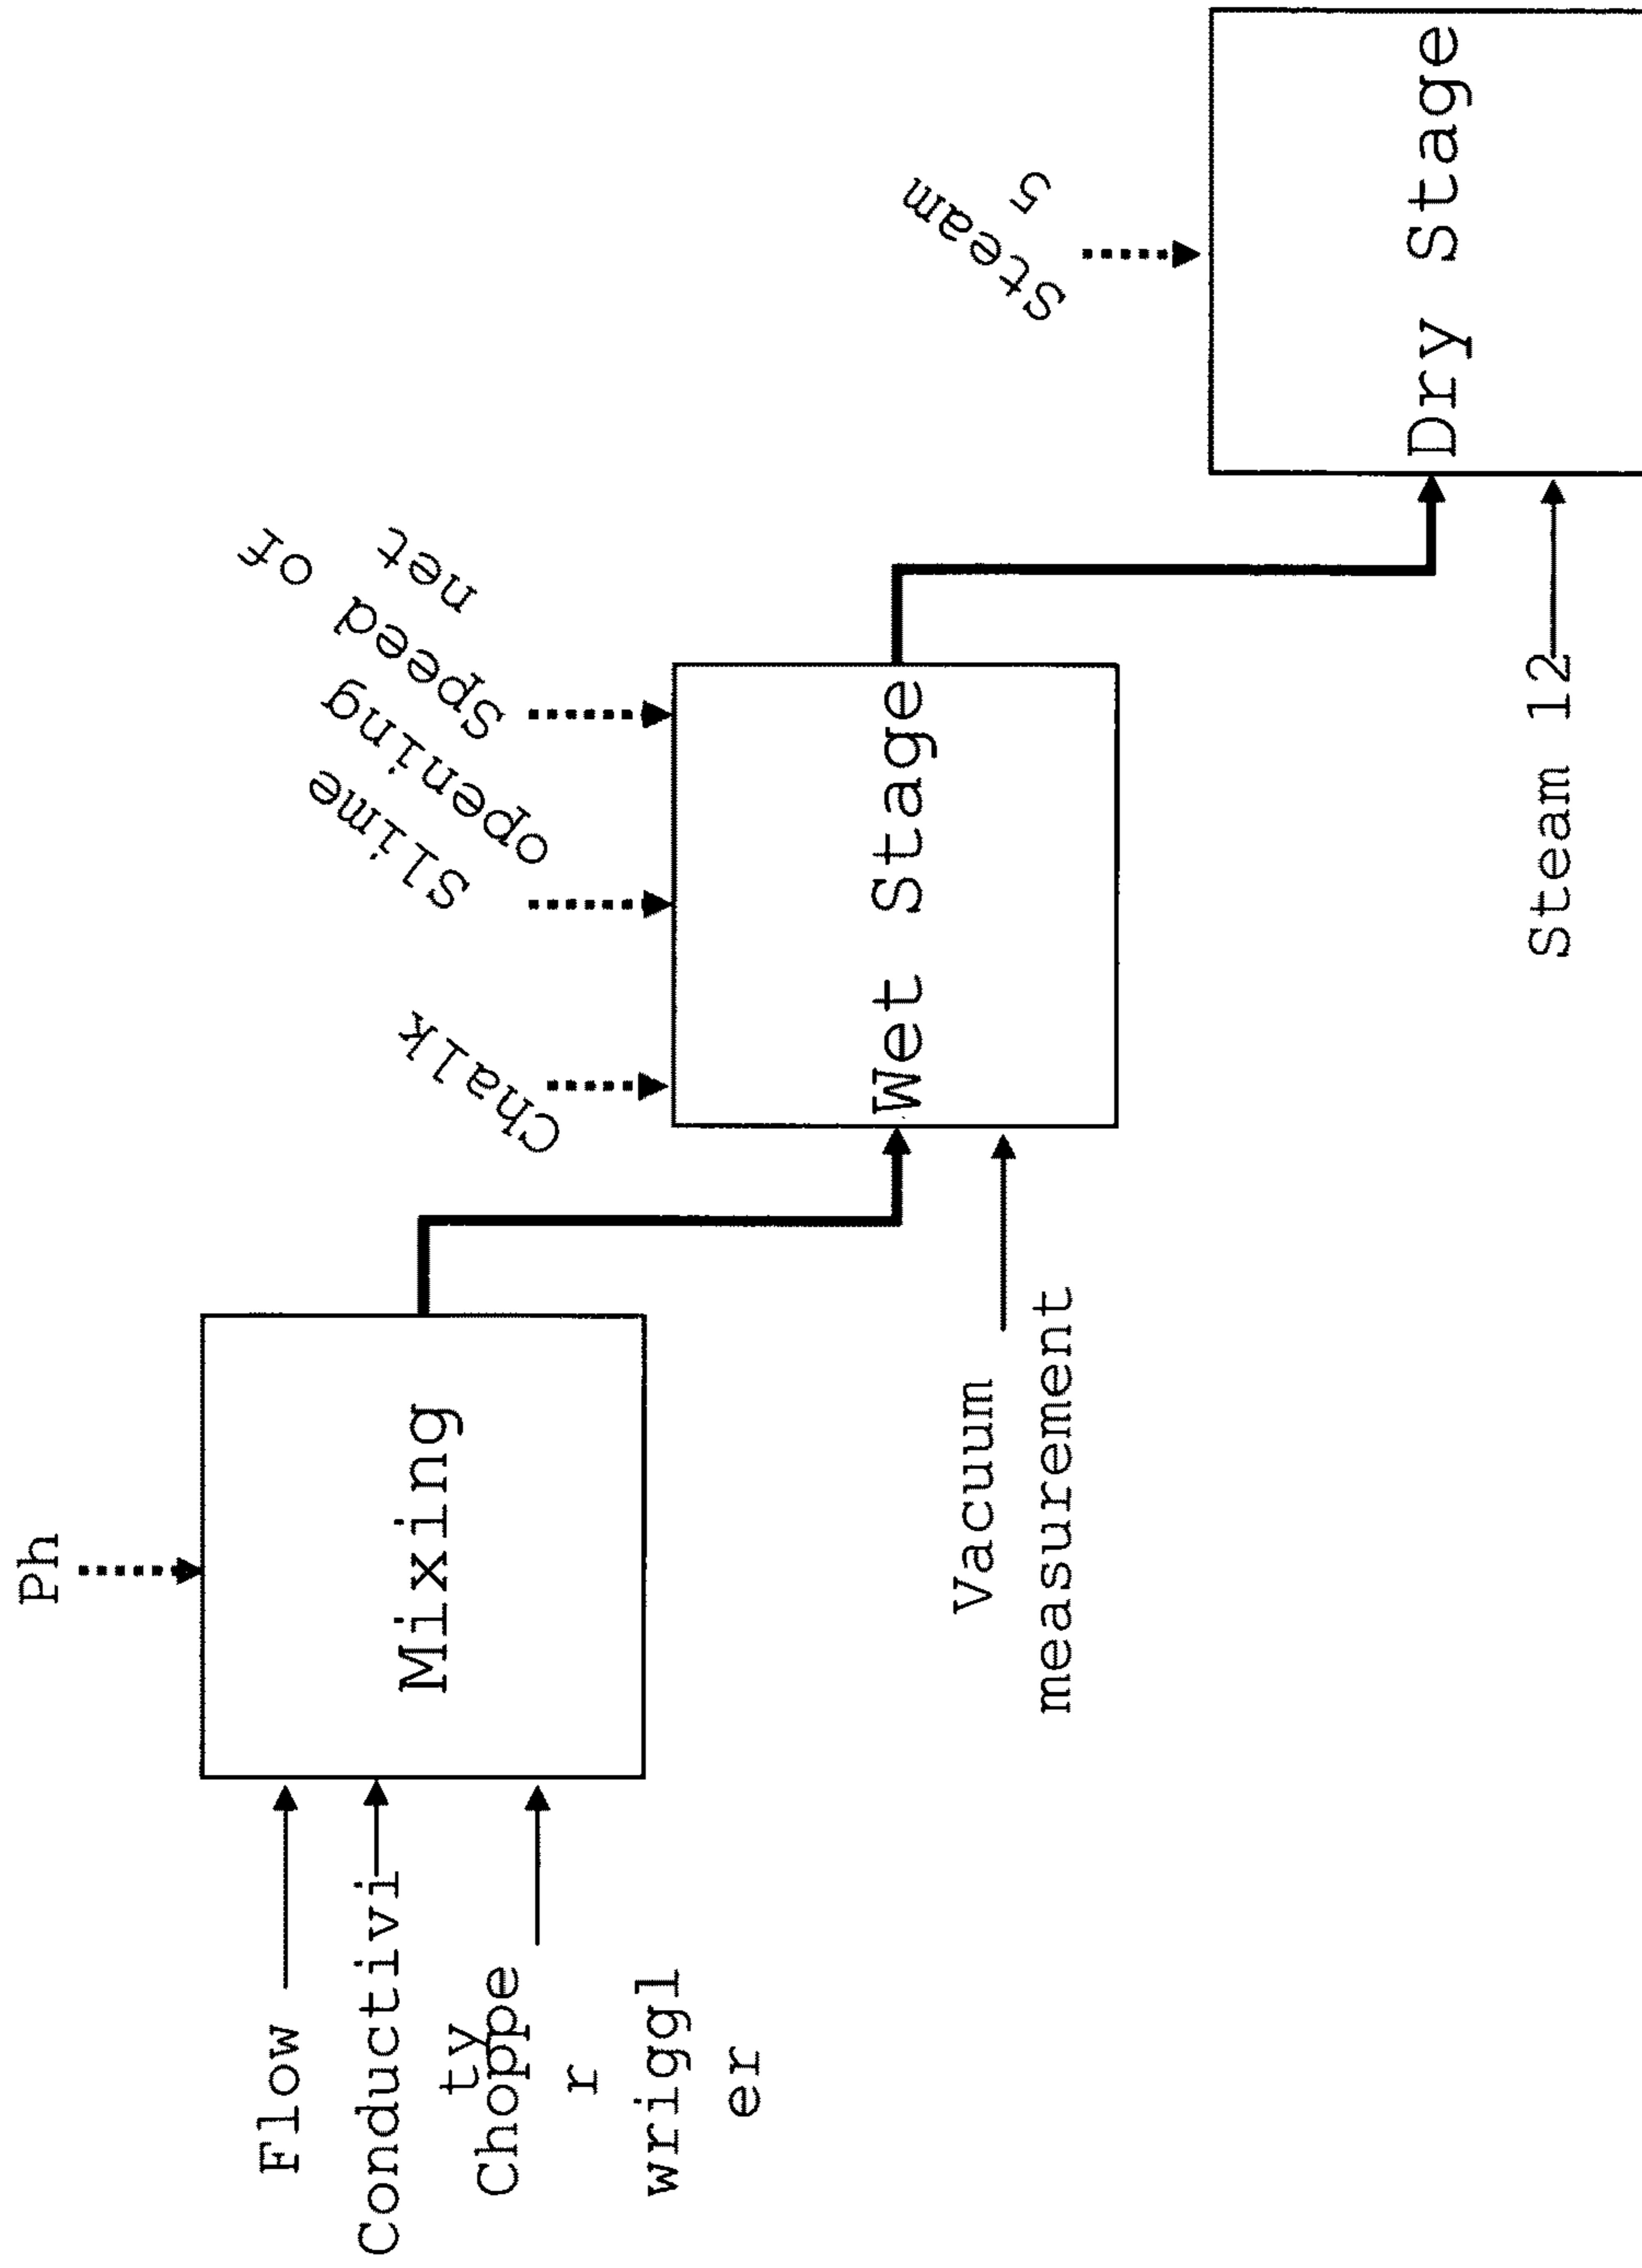 Ph
Flow
Conductivi
ty
Choppe
r
wriggl
er
Mixing
Chalk
Slime
opening
Speed of
net
Vacuum
measurement
Wet Stage
Steam
5
Steam 12
Dry Stage